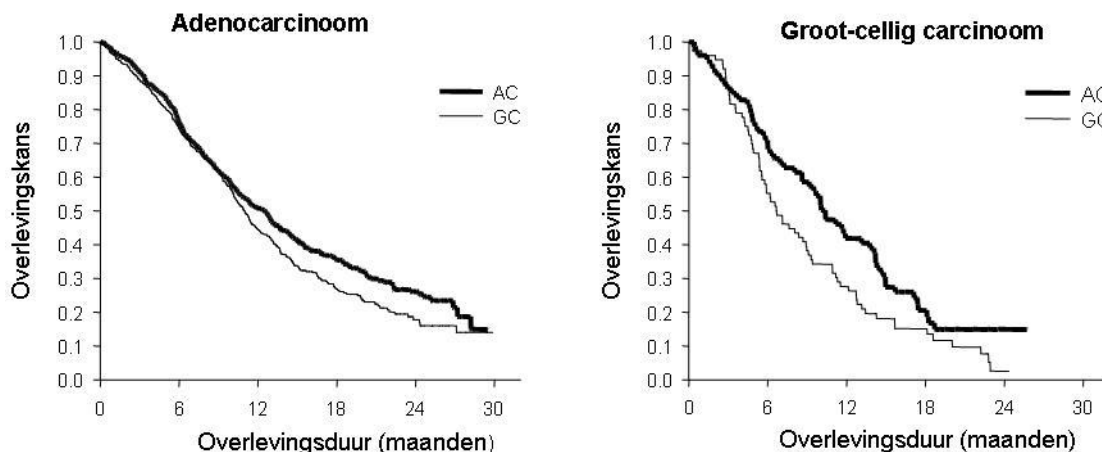 Adenocarcinoom
1.0
0.9
0.8
0.7
0.6
0.5
0.4
0.3
0.2
0.1
0.0
Overlevingskans
AC
GC
0 6 12 18 24 30
Overlevingsduur (maanden)
Groot-cellig carcinoom
1.0
0.9
0.8
0.7
0.6
0.5
0.4
0.3
0.2
0.1
0.0
Overlevingskans
AC
GC
0 6 12 18 24 30
Overlevingsduur (maanden)